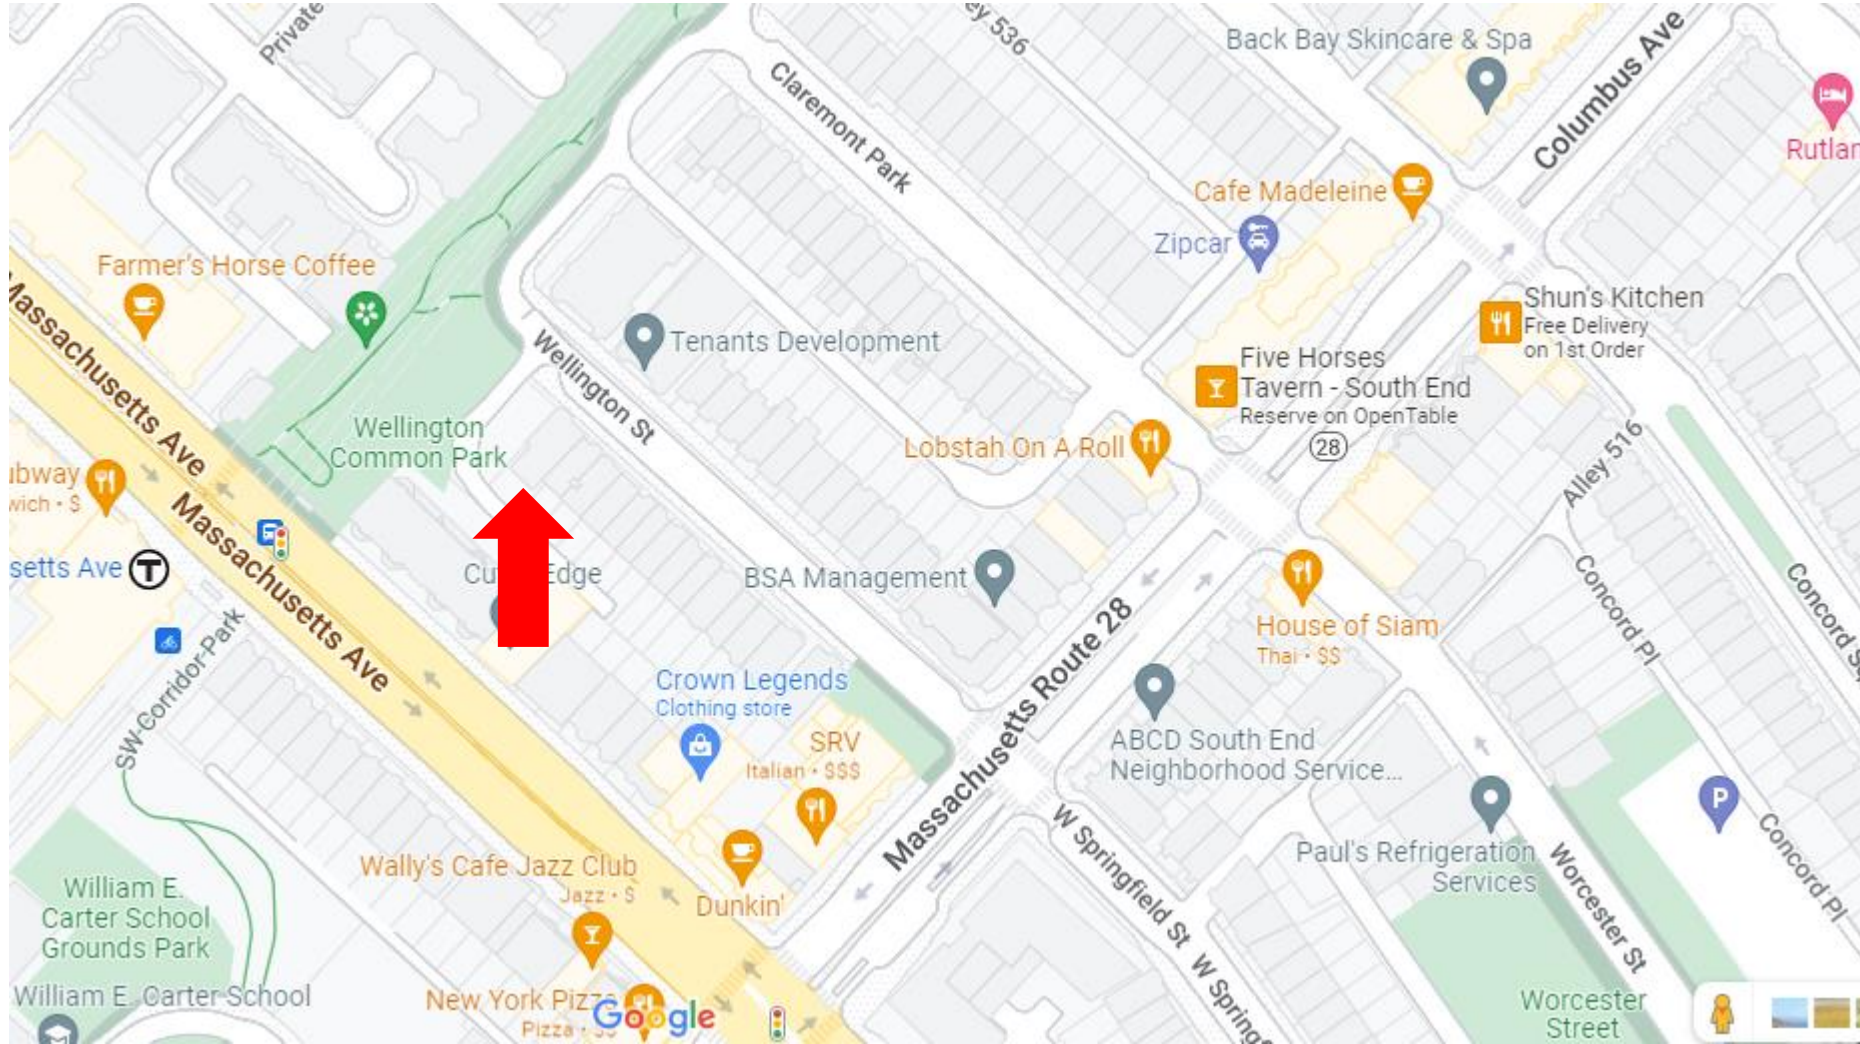 Private
ey 536
Back Bay Skincare & Spa
Columbus Ave
Claremont Park
Rutlar
Cafe Madeleine
Zipcar
Farmer's Horse Coffee
Massachusetts Ave
Tenants Development
Shun's Kitchen
Free Delivery
on 1st Order
Wellington St
Five Horses
Tavern - South End
Reserve on OpenTable
28
Wellington
Common Park
Lobstah On A Roll
Alley 516
ubway
wich • $
Massachusetts Ave
setts Ave
T
Cu Edge
BSA Management
Concord Pl
Concord Sq
House of Siam
Thai • $$
SW-Corridor-Park
Massachusetts Route 28
Crown Legends
Clothing store
SRV
Italian • $$$
ABCD South End
Neighborhood Service...
P
W Springfield St
Concord Pl
Paul's Refrigeration
Services
Worcester St
Wally's Cafe Jazz Club
Jazz • $
Dunkin'
William E.
Carter School
Grounds Park
W Springf
William E. Carter School
New York Pizza
Pizza • $$
Google
Worcester
Street